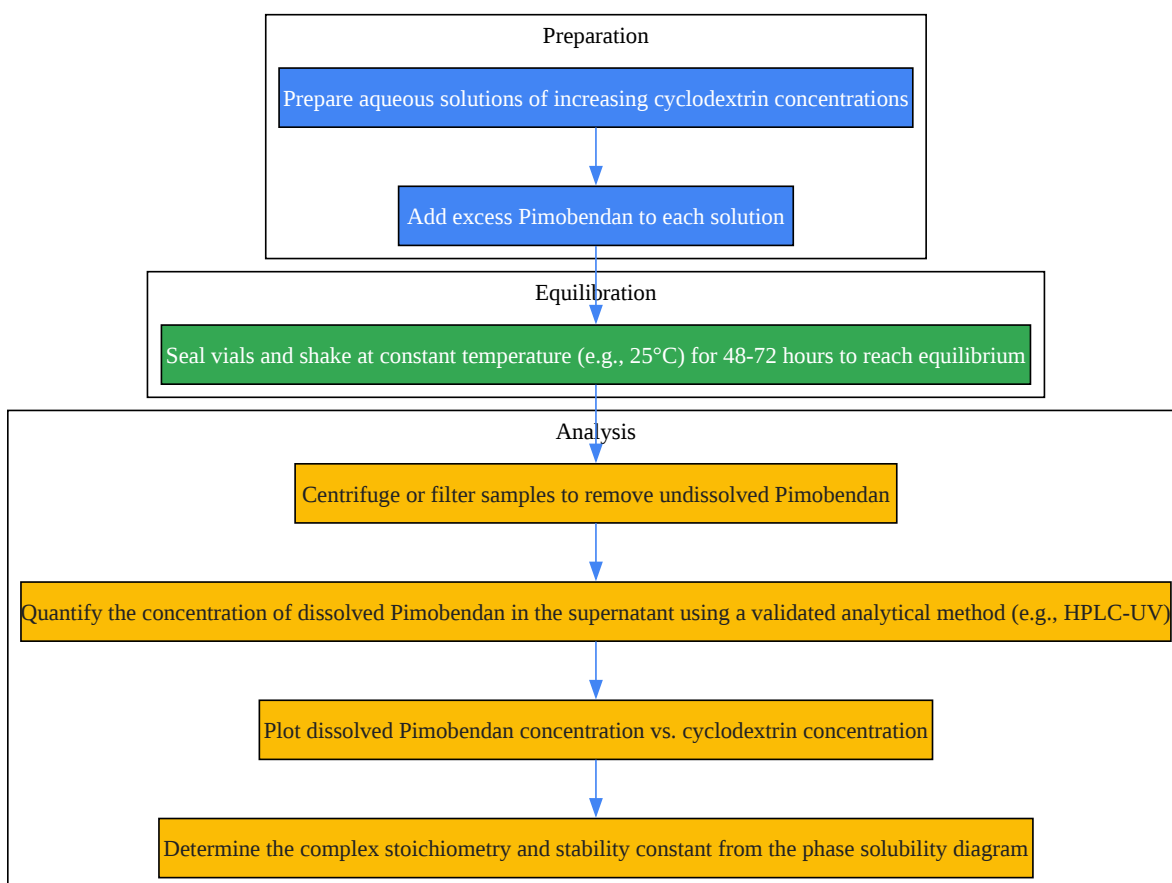 Preparation
Prepare aqueous solutions of increasing cyclodextrin concentrations
Add excess Pimobendan to each solution
Equilibration
Seal vials and shake at constant temperature (e.g., 25°C) for 48-72 hours to reach equilibrium
Analysis
Centrifuge or filter samples to remove undissolved Pimobendan
Quantify the concentration of dissolved Pimobendan in the supernatant using a validated analytical method (e.g., HPLC-UV)
Plot dissolved Pimobendan concentration vs. cyclodextrin concentration
Determine the complex stoichiometry and stability constant from the phase solubility diagram